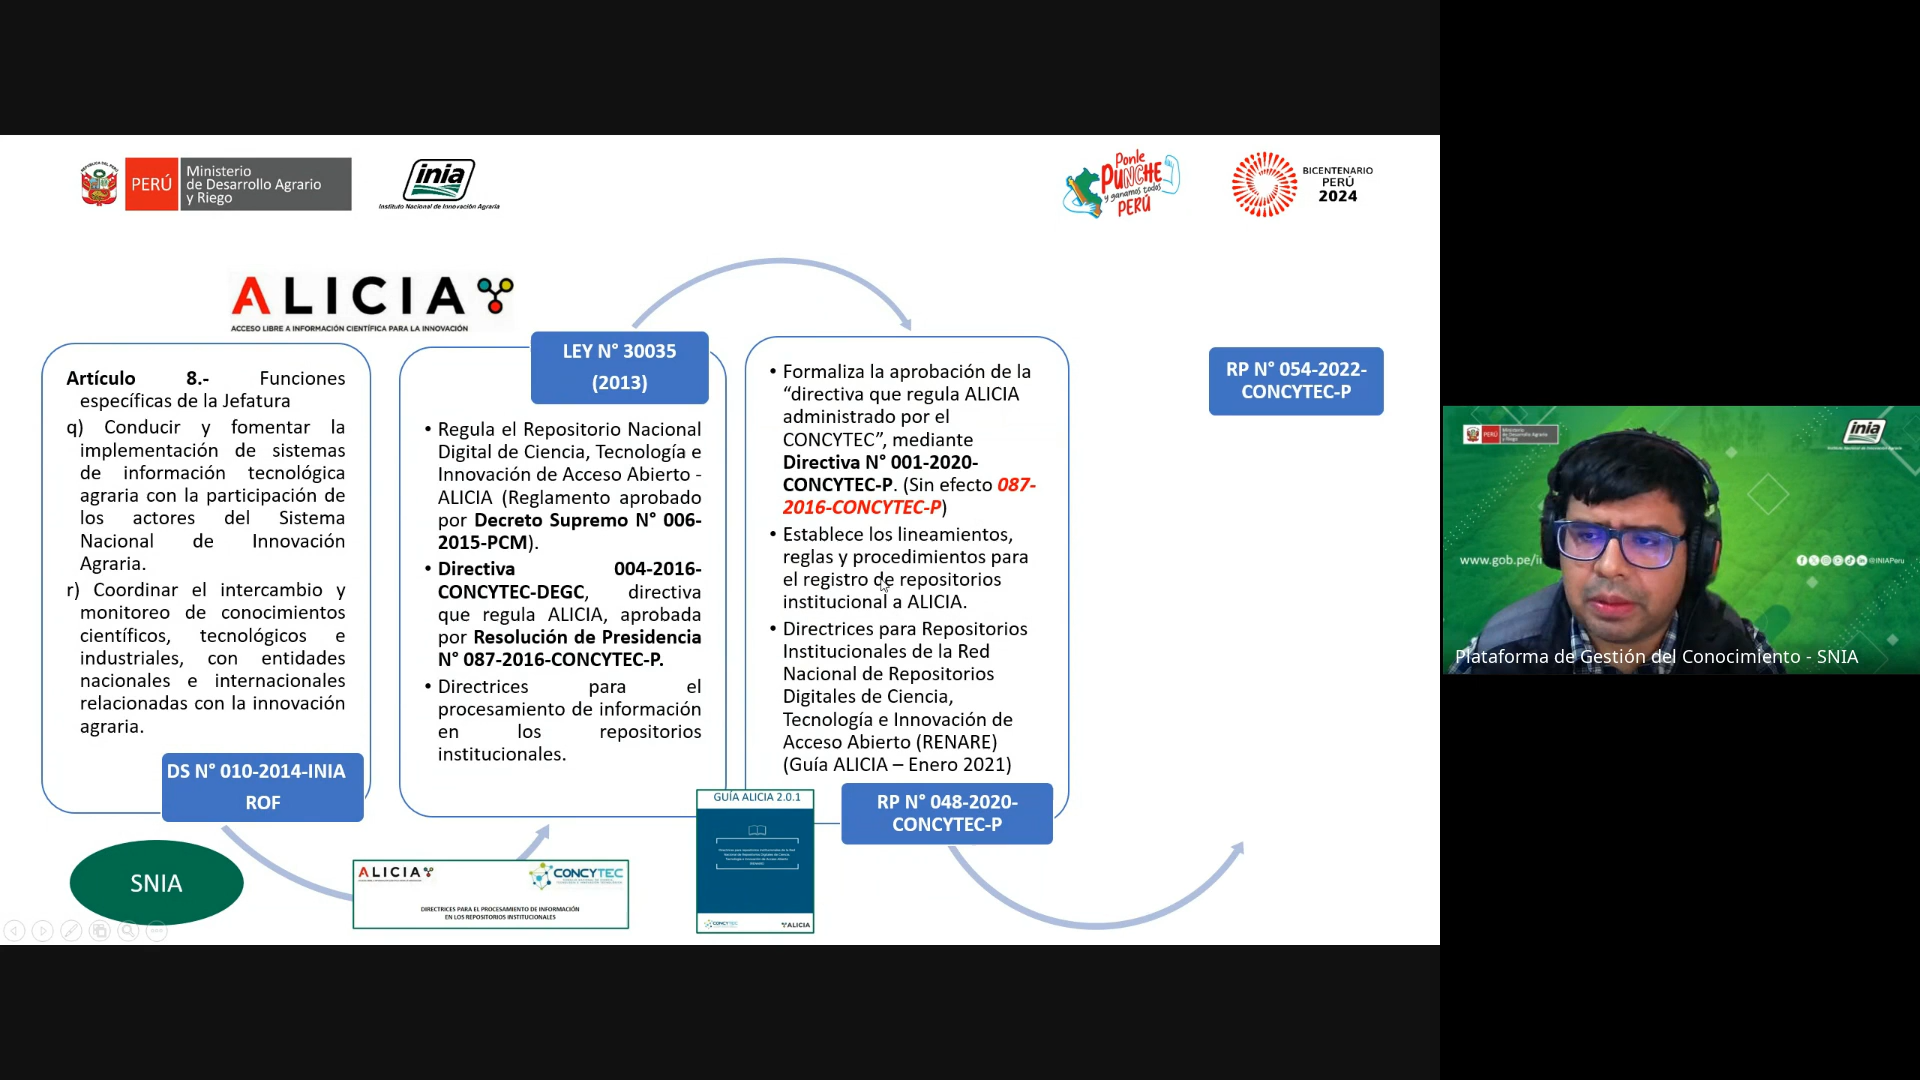 PERÚ
Ministerio
de Desarrollo Agrario
y Riego
inia
Instituto Nacional de Innovación Agraria
Ponle
PUNCHE
y ganamos todos
PERÚ
BICENTENARIO
PERÚ
2024
ALICIA
ACCESO LIBRE A INFORMACIÓN CIENTÍFICA PARA LA INNOVACIÓN
Artículo 8.- Funciones
específicas de la Jefatura
q) Conducir y fomentar la
implementación de sistemas
de información tecnológica
agraria con la participación de
los actores del Sistema
Nacional de Innovación
Agraria.
r) Coordinar el intercambio y
monitoreo de conocimientos
científicos, tecnológicos e
industriales, con entidades
nacionales e internacionales
relacionadas con la innovación
agraria.
DS N° 010-2014-INIA
ROF
SNIA
LEY N° 30035
(2013)
• Regula el Repositorio Nacional
Digital de Ciencia, Tecnología e
Innovación de Acceso Abierto -
ALICIA (Reglamento aprobado
por Decreto Supremo N° 006-
2015-PCM).
• Directiva 004-2016-
CONCYTEC-DEGC, directiva
que regula ALICIA, aprobada
por Resolución de Presidencia
N° 087-2016-CONCYTEC-P.
• Directrices para el
procesamiento de información
en los repositorios
institucionales.
ALICIA
CONCYTEC
DIRECTRICES PARA EL PROCESAMIENTO DE INFORMACIÓN
EN LOS REPOSITORIOS INSTITUCIONALES
• Formaliza la aprobación de la
“directiva que regula ALICIA
administrado por el
CONCYTEC”, mediante
Directiva N° 001-2020-
CONCYTEC-P. (Sin efecto 087-
2016-CONCYTEC-P)
• Establece los lineamientos,
reglas y procedimientos para
el registro de repositorios
institucional a ALICIA.
• Directrices para Repositorios
Institucionales de la Red
Nacional de Repositorios
Digitales de Ciencia,
Tecnología e Innovación de
Acceso Abierto (RENARE)
(Guía ALICIA – Enero 2021)
GUÍA ALICIA 2.0.1
CONCYTEC
ALICIA
RP N° 048-2020-
CONCYTEC-P
RP N° 054-2022-
CONCYTEC-P
PERÚ
inia
www.gob.pe/i
@INIAPeru
Plataforma de Gestión del Conocimiento - SNIA